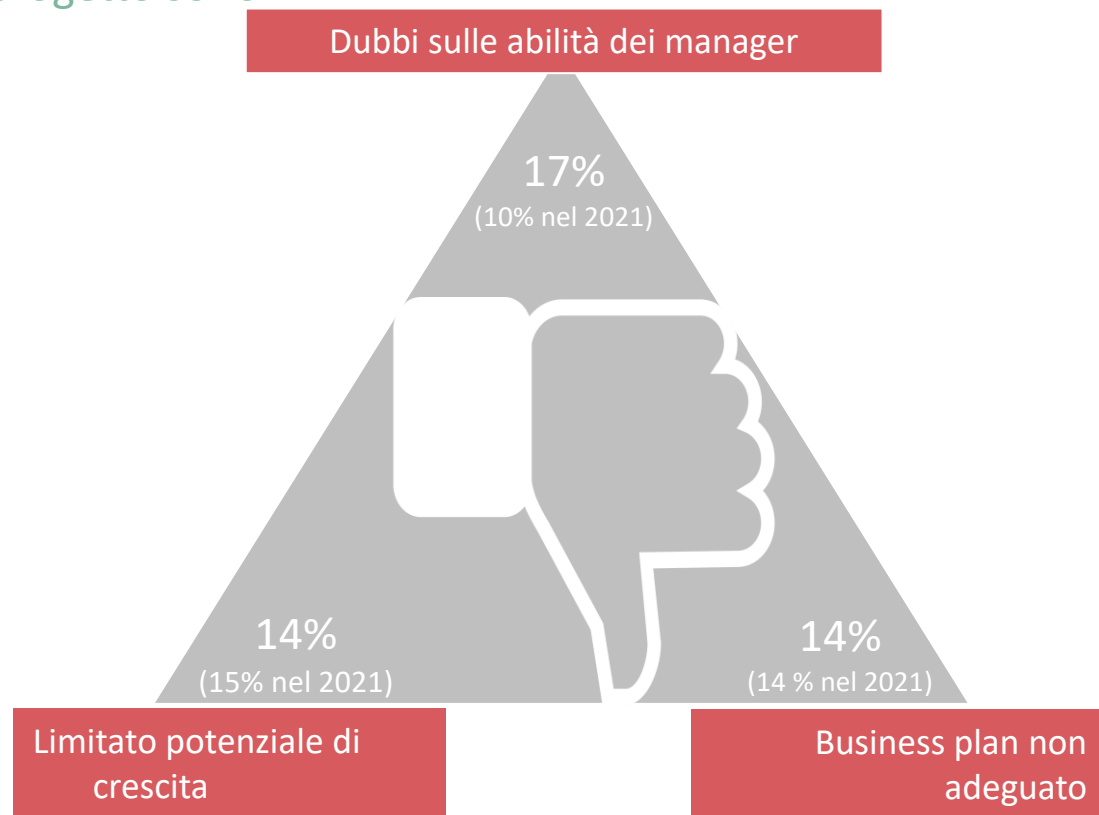 Dubbi sulle abilità dei manager
17%
(10% nel 2021)
14%
(15% nel 2021)
14%
(14 % nel 2021)
Limitato potenziale di
crescita
Business plan non
adeguato